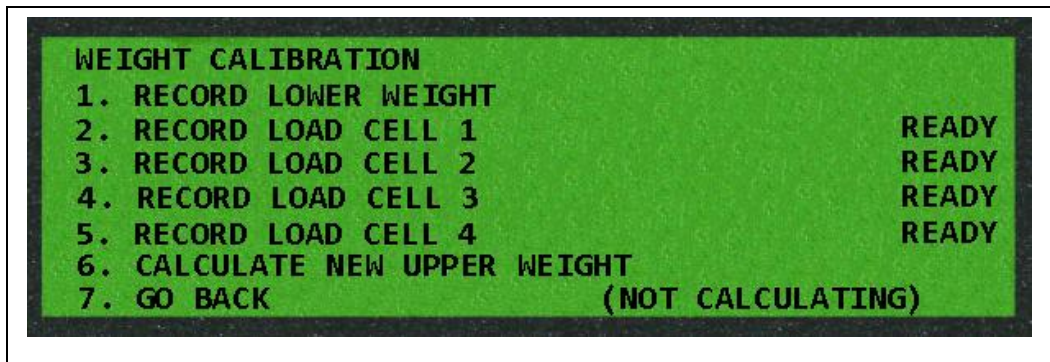 WEIGHT CALIBRATION
1. RECORD LOWER WEIGHT
2. RECORD LOAD CELL 1 READY
3. RECORD LOAD CELL 2 READY
4. RECORD LOAD CELL 3 READY
5. RECORD LOAD CELL 4 READY
6. CALCULATE NEW UPPER WEIGHT
7. GO BACK (NOT CALCULATING)